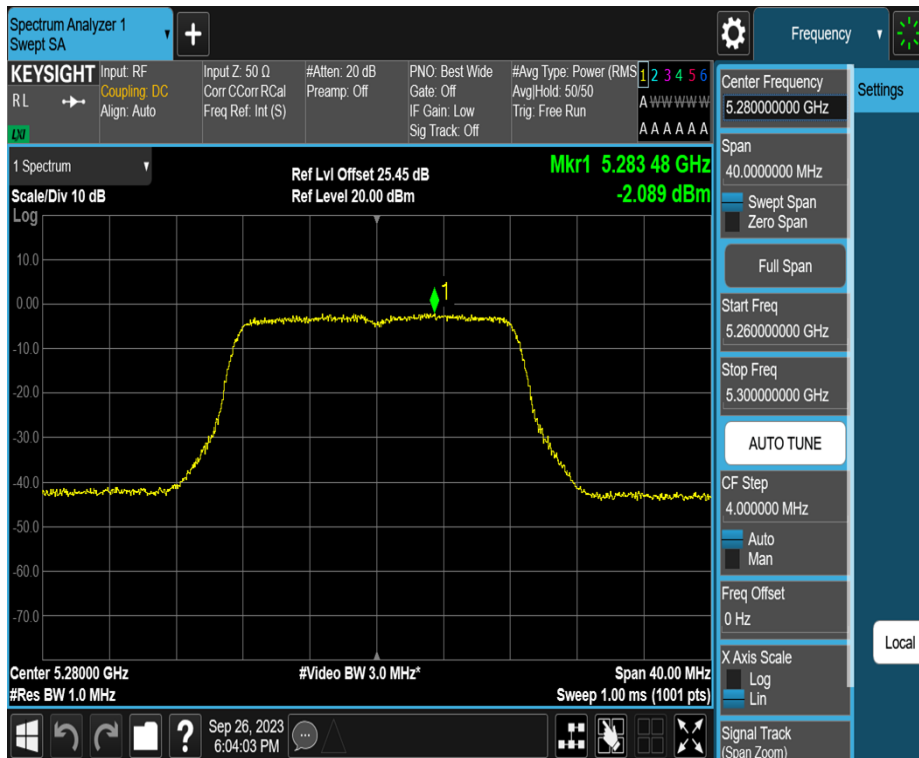 Spectrum Analyzer 1
Swept SA
+
Frequency
KEYSIGHT
R L
LXI
Input: RF
Coupling: DC
Align: Auto
Input Z: 50 Ω
Corr CCorr RCal
Freq Ref: Int (S)
#Atten: 20 dB
Preamp: Off
PNO: Best Wide
Gate: Off
IF Gain: Low
Sig Track: Off
#Avg Type: Power (RMS
Avg|Hold: 50/50
Trig: Free Run
1 2 3 4 5 6
A W W W W W
A A A A A A
1 Spectrum
Scale/Div 10 dB
Log
Ref Lvl Offset 25.45 dB
Ref Level 20.00 dBm
Mkr1 5.283 48 GHz
-2.089 dBm
1
10.0
0.00
-10.0
-20.0
-30.0
-40.0
-50.0
-60.0
-70.0
Center 5.28000 GHz
#Res BW 1.0 MHz
#Video BW 3.0 MHz*
Span 40.00 MHz
Sweep 1.00 ms (1001 pts)
Center Frequency
5.280000000 GHz
Span
40.0000000 MHz
Swept Span
Zero Span
Full Span
Start Freq
5.260000000 GHz
Stop Freq
5.300000000 GHz
AUTO TUNE
CF Step
4.000000 MHz
Auto
Man
Freq Offset
0 Hz
X Axis Scale
Log
Lin
Signal Track
(Span Zoom)
Settings
Local
?
Sep 26, 2023
6:04:03 PM